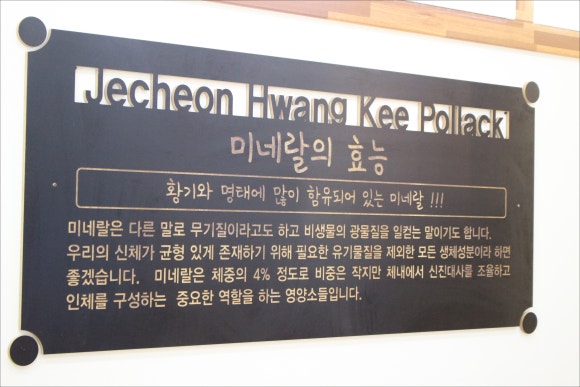 Jecheon Hwang Kee Pollack
미네랄의 효능
황기와 명태에 많이 함유되어 있는 미네랄 !!!
미네랄은 다른 말로 무기질이라고도 하고 비생물의 광물질을 일컫는 말이기도 합니다.
우리의 신체가 균형 있게 존재하기 위해 필요한 유기물질을 제외한 모든 생체성분이라 하면
좋겠습니다. 미네랄은 체중의 4% 정도로 비중은 작지만 체내에서 신진대사를 조율하고
인체를 구성하는 중요한 역할을 하는 영양소들입니다.